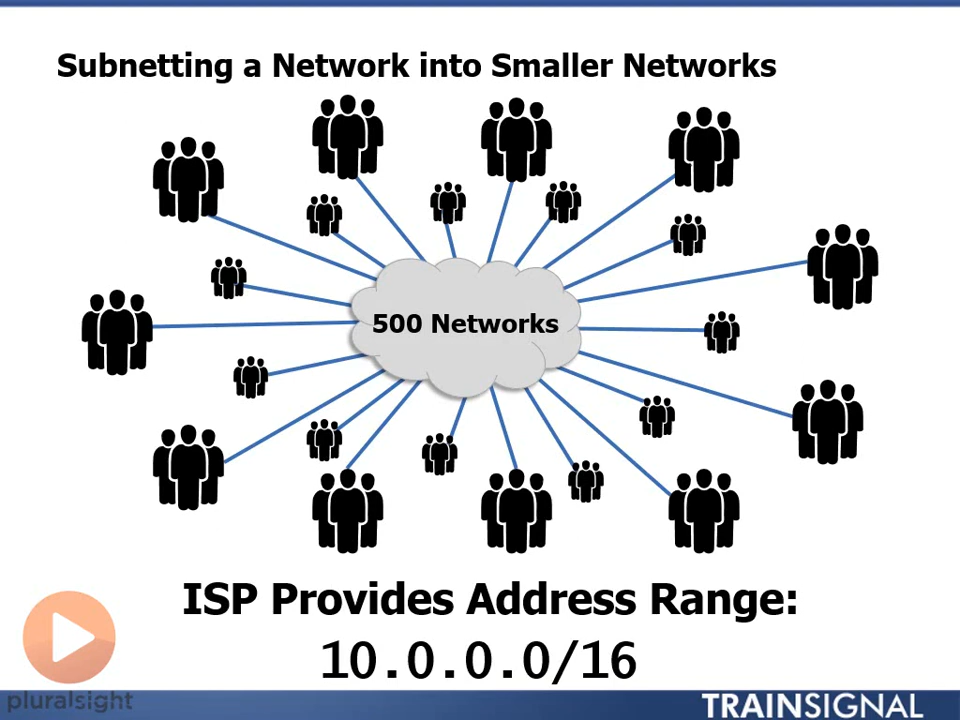 Subnetting a Network into Smaller Networks
500 Networks
ISP Provides Address Range:
10.0.0.0/16
pluralsight
TRAINSIGNAL